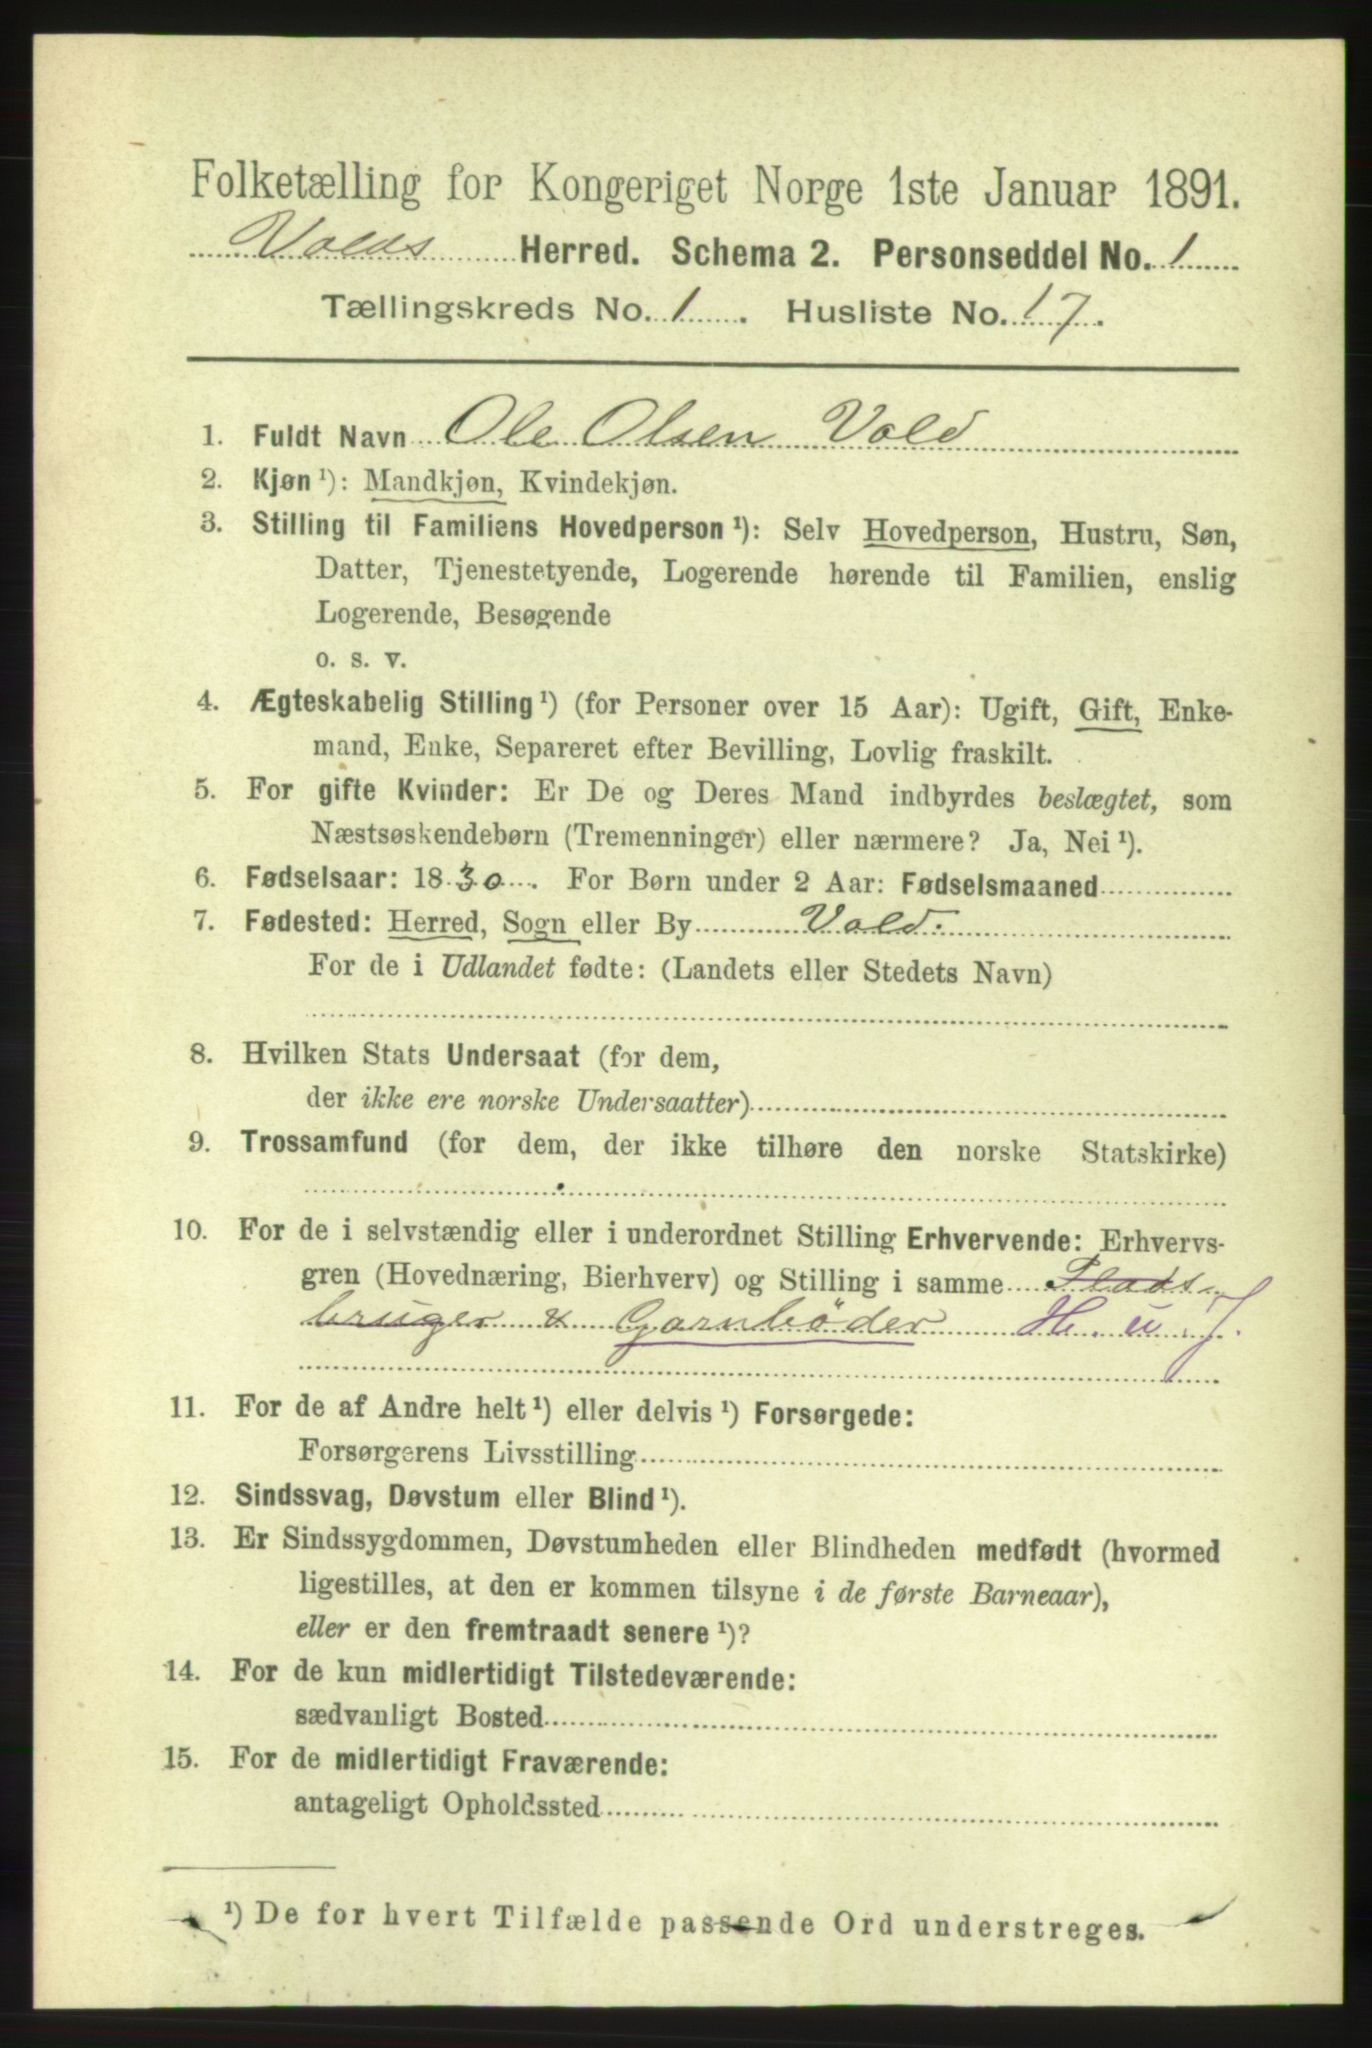 Folketælling for Kongeriget Norge 1ste Januar 1891.
Volds Herred. Schema 2. Personseddel No. 1
Tællingskreds No. 1. Husliste No. 17.
1. Fuldt Navn Ole Olsen Vold
2. Kjøn ¹): Mandkjøn, Kvindekjøn.
3. Stilling til Familiens Hovedperson ¹): Selv Hovedperson, Hustru, Søn,
Datter, Tjenestetyende, Logerende hørende til Familien, enslig
Logerende, Besøgende
o. s. v.
4. Ægteskabelig Stilling ¹) (for Personer over 15 Aar): Ugift, Gift, Enke-
mand, Enke, Separeret efter Bevilling, Lovlig fraskilt.
5. For gifte Kvinder: Er De og Deres Mand indbyrdes beslægtet, som
Næstsøskendebørn (Tremenninger) eller nærmere? Ja, Nei ¹).
6. Fødselsaar: 1830. For Børn under 2 Aar: Fødselsmaaned
7. Fødested: Herred, Sogn eller By Vold.
For de i Udlandet fødte: (Landets eller Stedets Navn)
8. Hvilken Stats Undersaat (for dem,
der ikke ere norske Undersaatter)
9. Trossamfund (for dem, der ikke tilhøre den norske Statskirke)
10. For de i selvstændig eller i underordnet Stilling Erhvervende: Erhvervs-
gren (Hovednæring, Bierhverv) og Stilling i samme Plads-
bruger & Garnbøder H. u. J.
11. For de af Andre helt ¹) eller delvis ¹) Forsørgede:
Forsørgerens Livsstilling
12. Sindssvag, Døvstum eller Blind ¹).
13. Er Sindssygdommen, Døvstumheden eller Blindheden medfødt (hvormed
ligestilles, at den er kommen tilsyne i de første Barneaar),
eller er den fremtraadt senere ¹)?
14. For de kun midlertidigt Tilstedeværende:
sædvanligt Bosted
15. For de midlertidigt Fraværende:
antageligt Opholdssted
¹) De for hvert Tilfælde passende Ord understreges.